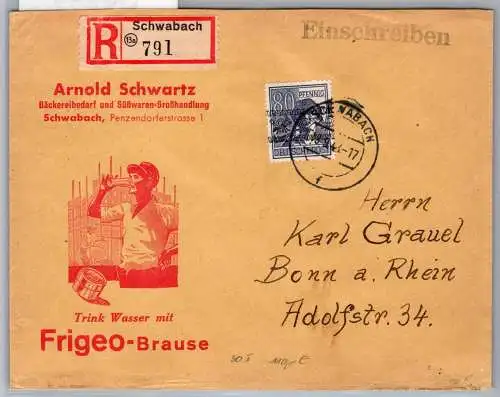 Schwabach
R
13a
791
Einschreiben
Arnold Schwartz
Bäckereibedarf und Süßwaren-Großhandlung
Schwabach, Penzendorferstrasse 1
80 PFENNIG
DEUTSCHE
Herrn
Karl Grauel
Bonn a. Rhein
Adolfstr. 34.
Trink Wasser mit
Frigeo-Brause